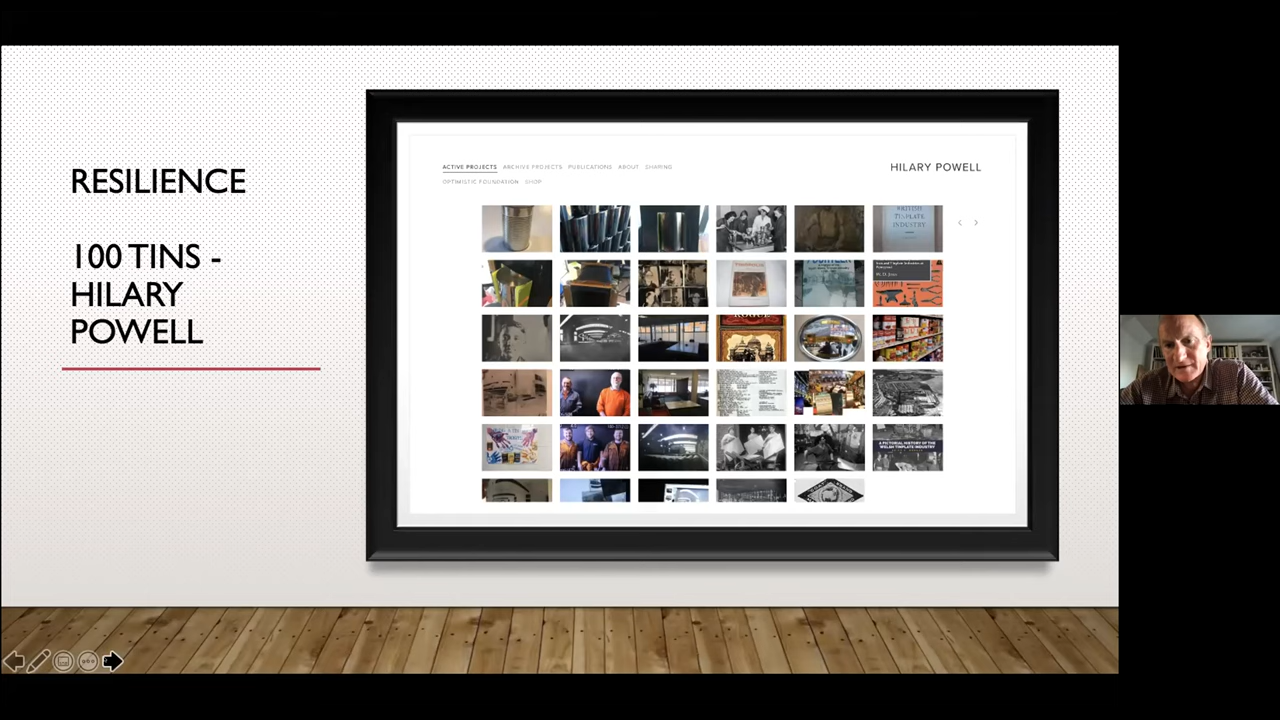 RESILIENCE
100 TINS -
HILARY
POWELL
ACTIVE PROJECTS ARCHIVE PROJECTS PUBLICATIONS ABOUT SHARING
OPTIMISTIC FOUNDATION SHOP
HILARY POWELL
BRITISH
TINPLATE
INDUSTRY
A PICTORIAL HISTORY OF THE
WELSH TINPLATE INDUSTRY